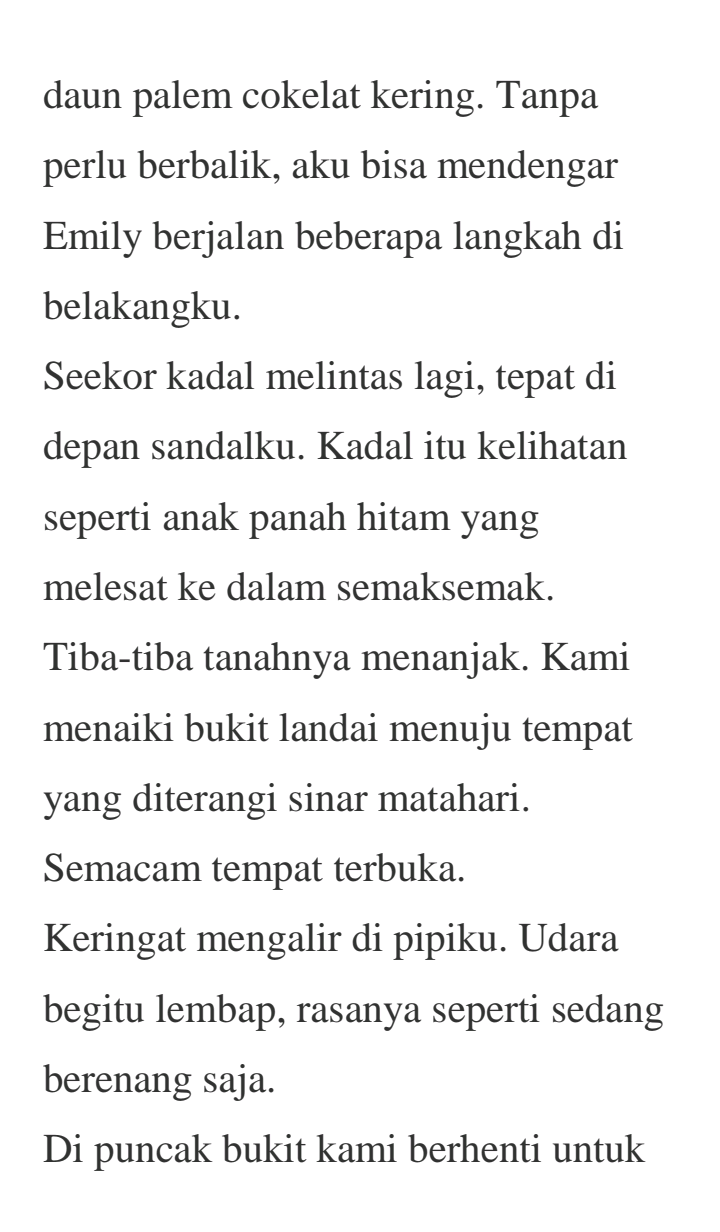 daun palem cokelat kering. Tanpa
perlu berbalik, aku bisa mendengar
Emily berjalan beberapa langkah di
belakangku.
Seekor kadal melintas lagi, tepat di
depan sandalku. Kadal itu kelihatan
seperti anak panah hitam yang
melesat ke dalam semaksemak.
Tiba-tiba tanahnya menanjak. Kami
menaiki bukit landai menuju tempat
yang diterangi sinar matahari.
Semacam tempat terbuka.
Keringat mengalir di pipiku. Udara
begitu lembap, rasanya seperti sedang
berenang saja.
Di puncak bukit kami berhenti untuk